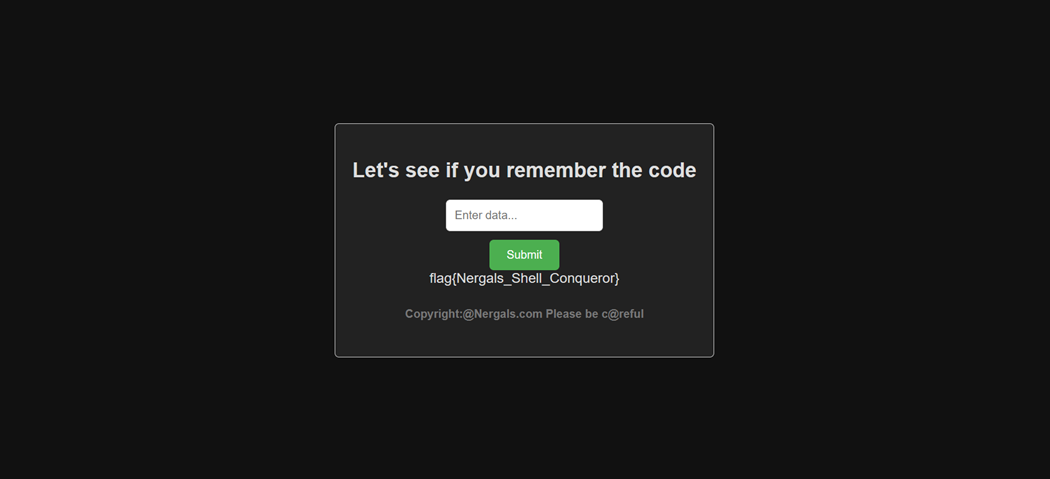 Let's see if you remember the code
Enter data...
Submit
flag{Nergals_Shell_Conqueror}
Copyright:@Nergals.com Please be c@reful